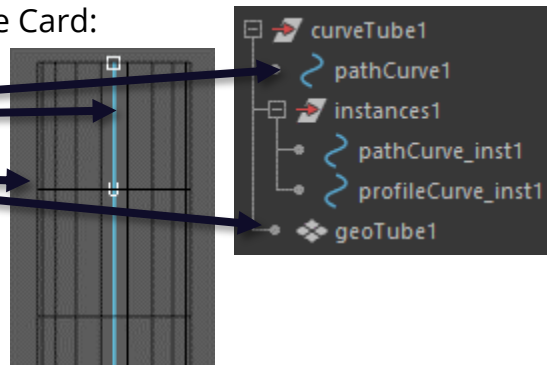 e Card:
curveTube1
pathCurve1
instances1
pathCurve_inst1
profileCurve_inst1
geoTube1